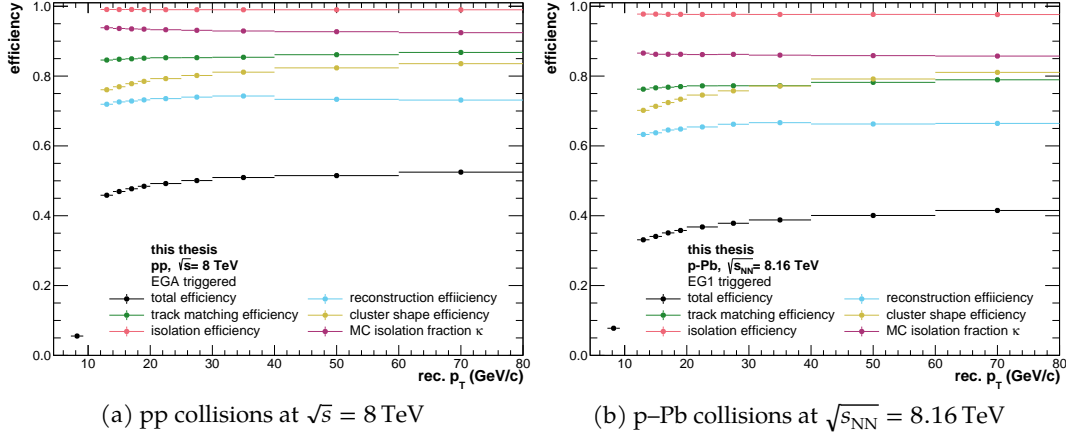 efficiency
1.0
0.8
0.6
0.4
0.2
0.0
this thesis
pp, √s= 8 TeV
EGA triggered
total efficiency
track matching efficiency
isolation efficiency
reconstruction effiiciency
cluster shape efficiency
MC isolation fraction κ
10 20 30 40 50 60 70 80
rec. p_T (GeV/c)
(a) pp collisions at √s = 8 TeV
efficiency
1.0
0.8
0.6
0.4
0.2
0.0
this thesis
p-Pb, √s_NN= 8.16 TeV
EG1 triggered
total efficiency
track matching efficiency
isolation efficiency
reconstruction effiiciency
cluster shape efficiency
MC isolation fraction κ
10 20 30 40 50 60 70 80
rec. p_T (GeV/c)
(b) p–Pb collisions at √s_NN = 8.16 TeV